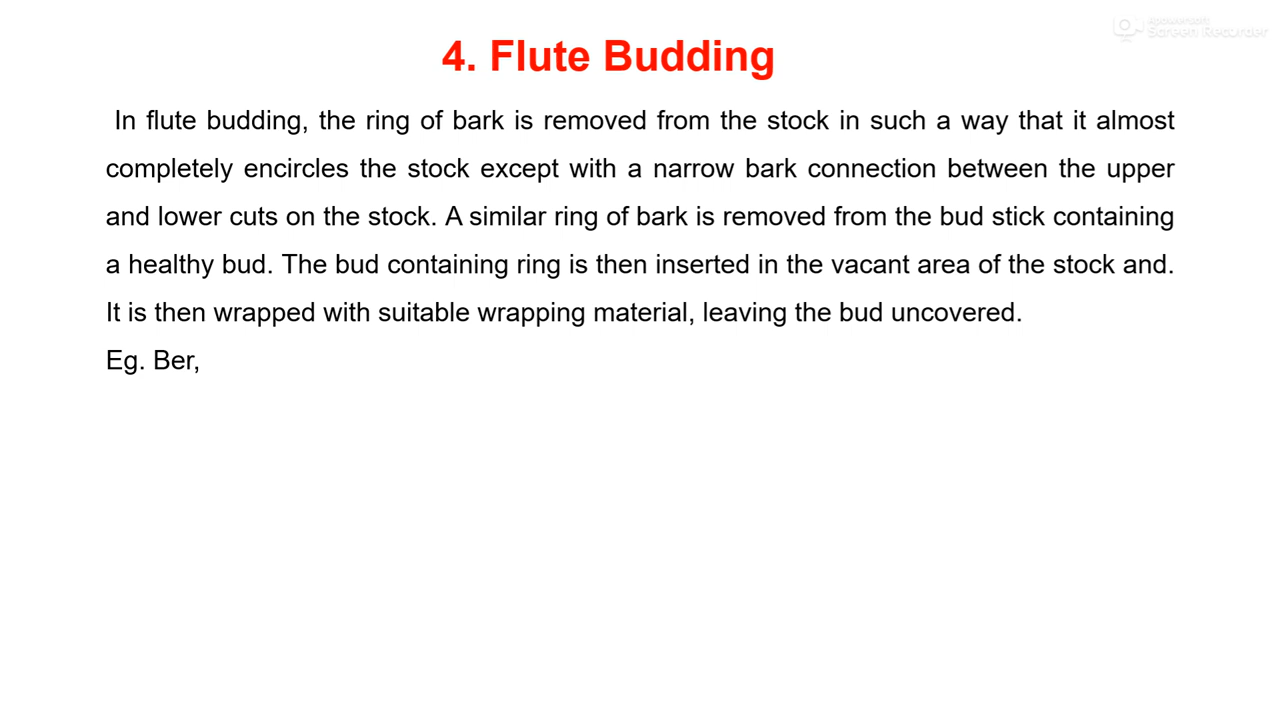 Apowersoft
Screen Recorder
4. Flute Budding
In flute budding, the ring of bark is removed from the stock in such a way that it almost
completely encircles the stock except with a narrow bark connection between the upper
and lower cuts on the stock. A similar ring of bark is removed from the bud stick containing
a healthy bud. The bud containing ring is then inserted in the vacant area of the stock and.
It is then wrapped with suitable wrapping material, leaving the bud uncovered.
Eg. Ber,